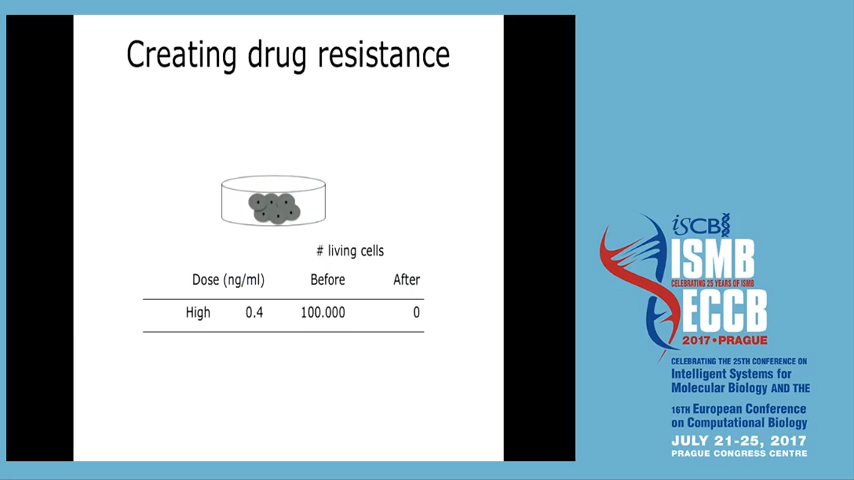 Creating drug resistance
# living cells
Dose (ng/ml) Before After
High 0.4 100.000 0
iSCB
ISMB
CELEBRATING 25 YEARS OF ISMB
ECCB
2017 • PRAGUE
CELEBRATING THE 25TH CONFERENCE ON
Intelligent Systems for
Molecular Biology AND THE
16TH European Conference
on Computational Biology
JULY 21-25, 2017
PRAGUE CONGRESS CENTRE